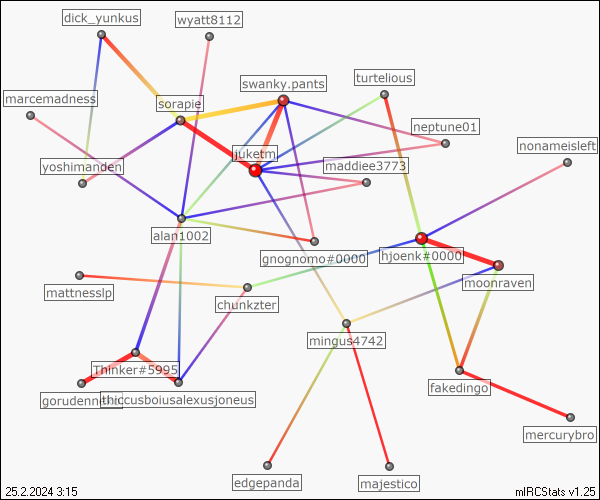 dick_yunkus
wyatt8112
turtelious
swanky.pants
marcemadness
sorapie
neptune01
nonameisleft
juketm
maddiee3773
yoshimanden
alan1002
gnognomo#0000
hjoenk#0000
moonraven
mattnesslp
chunkzter
mingus4742
Thinker#5995
fakedingo
thiccusboiusalexusjoneus
mercurybro
edgepanda
majestico
25.2.2024 3:15
mIRCStats v1.25